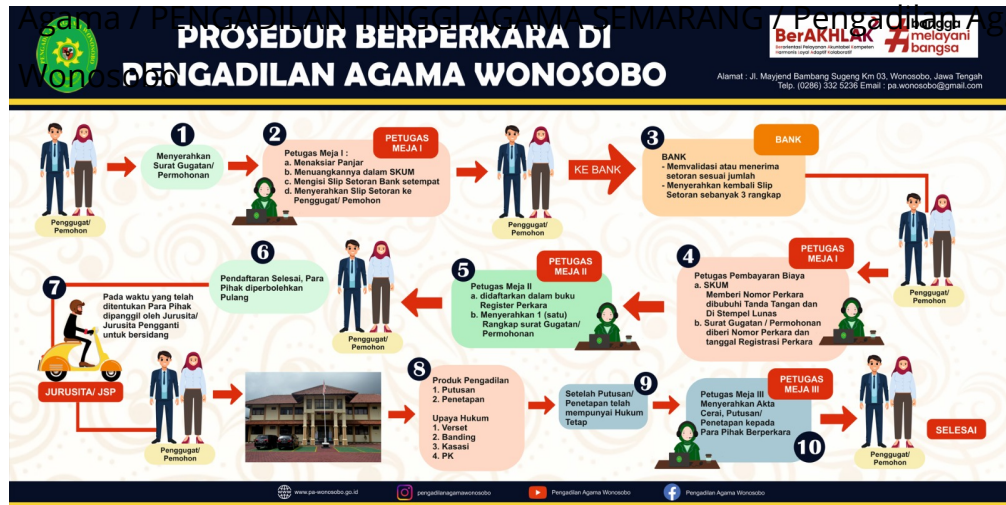 Agama / PENGADILAN TINGGI AGAMA SEMARANG / Pengadilan Ag
Wonosobo
PROSEDUR BERPERKARA DI
PENGADILAN AGAMA WONOSOBO
BerAKHLAK
Berorientasi Pelayanan Akuntabel Kompeten
Harmonis Loyal Adaptif Kolaboratif
# bangga
melayani
bangsa
Alamat : Jl. Mayjend Bambang Sugeng Km 03, Wonosobo, Jawa Tengah
Telp. (0286) 332 5236 Email : pa.wonosobo@gmail.com
Penggugat/
Pemohon
1
Menyerahkan
Surat Gugatan/
Permohonan
2
PETUGAS
MEJA I
Petugas Meja I :
a. Menaksiar Panjar
b. Menuangkannya dalam SKUM
c. Mengisi Slip Setoran Bank setempat
d. Menyerahkan Slip Setoran ke
Penggugat/ Pemohon
Penggugat/
Pemohon
KE BANK
3
BANK
BANK
- Memvalidasi atau menerima
setoran sesuai jumlah
- Menyerahkan kembali Slip
Setoran sebanyak 3 rangkap
Penggugat/
Pemohon
4
PETUGAS
MEJA I
Petugas Pembayaran Biaya
a. SKUM
Memberi Nomor Perkara
dibubuhi Tanda Tangan dan
Di Stempel Lunas
b. Surat Gugatan / Permohonan
diberi Nomor Perkara dan
tanggal Registrasi Perkara
5
PETUGAS
MEJA II
Petugas Meja II
a. didaftarkan dalam buku
Register Perkara
b. Menyerahkan 1 (satu)
Rangkap surat Gugatan/
Permohonan
Penggugat/
Pemohon
6
Pendaftaran Selesai, Para
Pihak diperbolehkan
Pulang
7
Pada waktu yang telah
ditentukan Para Pihak
dipanggil oleh Jurusita/
Jurusita Pengganti
untuk bersidang
JURUSITA/ JSP
Penggugat/
Pemohon
8
Produk Pengadilan
1. Putusan
2. Penetapan
Upaya Hukum
1. Verset
2. Banding
3. Kasasi
4. PK
9
Setelah Putusan/
Penetapan telah
mempunyai Hukum
Tetap
PETUGAS
MEJA III
Petugas Meja III
Menyerahkan Akta
Cerai, Putusan/
Penetapan kepada
Para Pihak Berperkara
10
Penggugat/
Pemohon
SELESAI
www.pa-wonosobo.go.id
pengadilanagamawonosobo
Pengadilan Agama Wonosobo
Pengadilan Agama Wonosobo